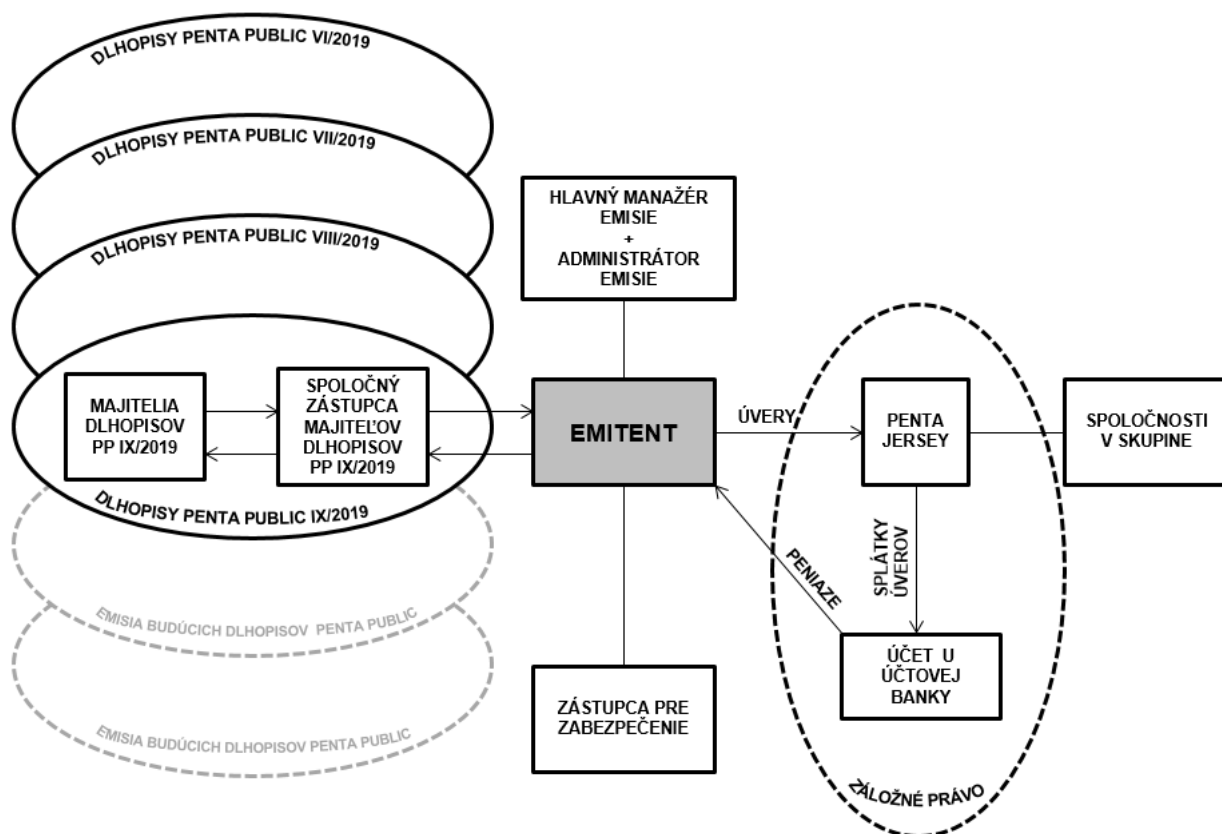 DLHOPISY PENTA PUBLIC VI/2019
DLHOPISY PENTA PUBLIC VII/2019
DLHOPISY PENTA PUBLIC VIII/2019
MAJITELIA
DLHOPISOV
PP IX/2019
SPOLOČNÝ
ZÁSTUPCA
MAJITEĽOV
DLHOPISOV
PP IX/2019
DLHOPISY PENTA PUBLIC IX/2019
EMISIA BUDÚCICH DLHOPISOV PENTA PUBLIC
EMISIA BUDÚCICH DLHOPISOV PENTA PUBLIC
HLAVNÝ MANAŽÉR
EMISIE
+
ADMINISTRÁTOR
EMISIE
EMITENT
ZÁSTUPCA PRE
ZABEZPEČENIE
ÚVERY
PENTA
JERSEY
SPOLOČNOSTI
V SKUPINE
SPLÁTKY
ÚVEROV
PENIAZE
ÚČET U
ÚČTOVEJ
BANKY
ZÁLOŽNÉ PRÁVO